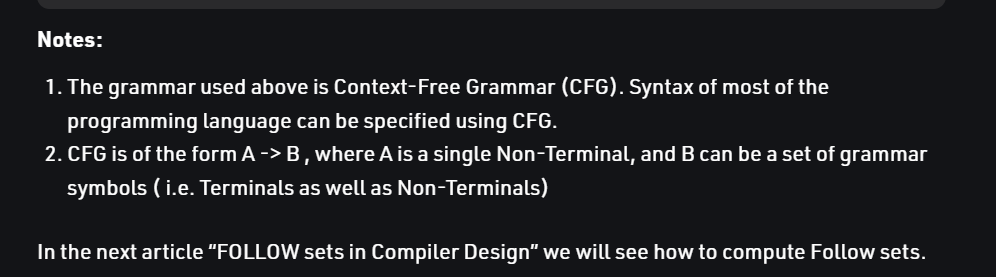 Notes:
1. The grammar used above is Context-Free Grammar (CFG). Syntax of most of the
programming language can be specified using CFG.
2. CFG is of the form A -> B , where A is a single Non-Terminal, and B can be a set of grammar
symbols ( i.e. Terminals as well as Non-Terminals)
In the next article "FOLLOW sets in Compiler Design" we will see how to compute Follow sets.